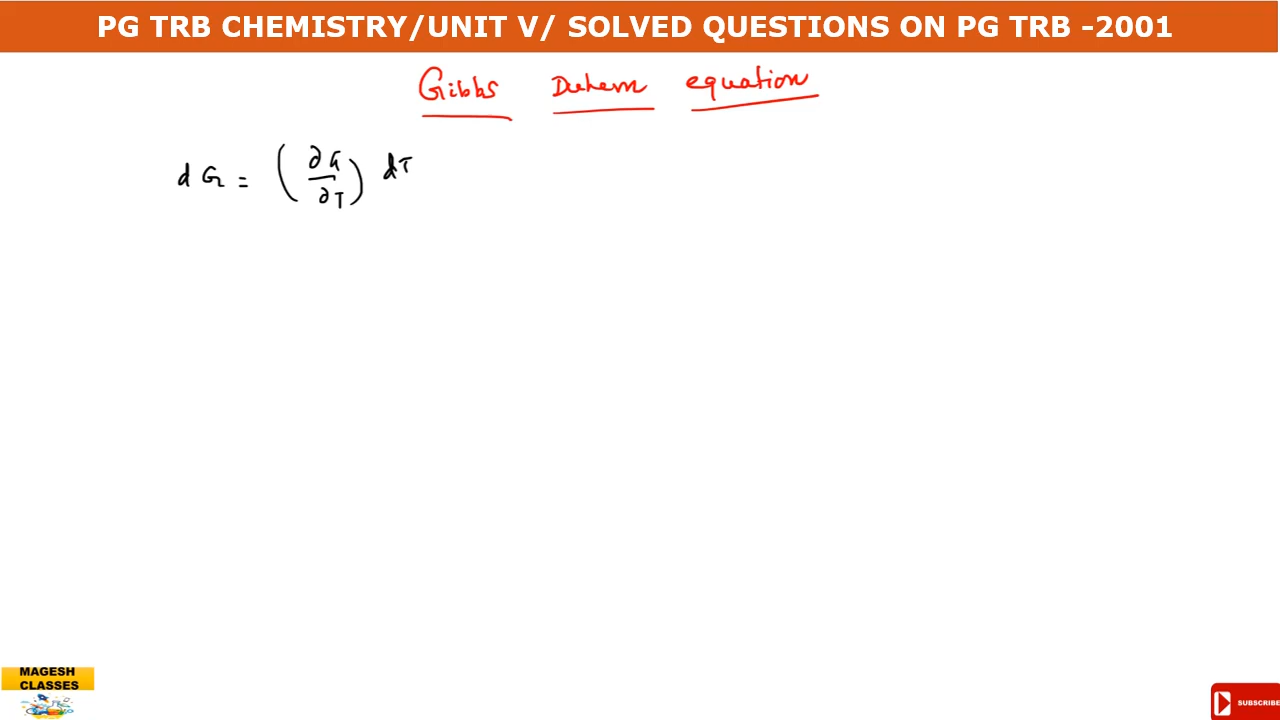 PG TRB CHEMISTRY/UNIT V/ SOLVED QUESTIONS ON PG TRB -2001
Gibbs Duhem equation
dG = (∂G/∂T) dT
MAGESH
CLASSES
SUBSCRIBE